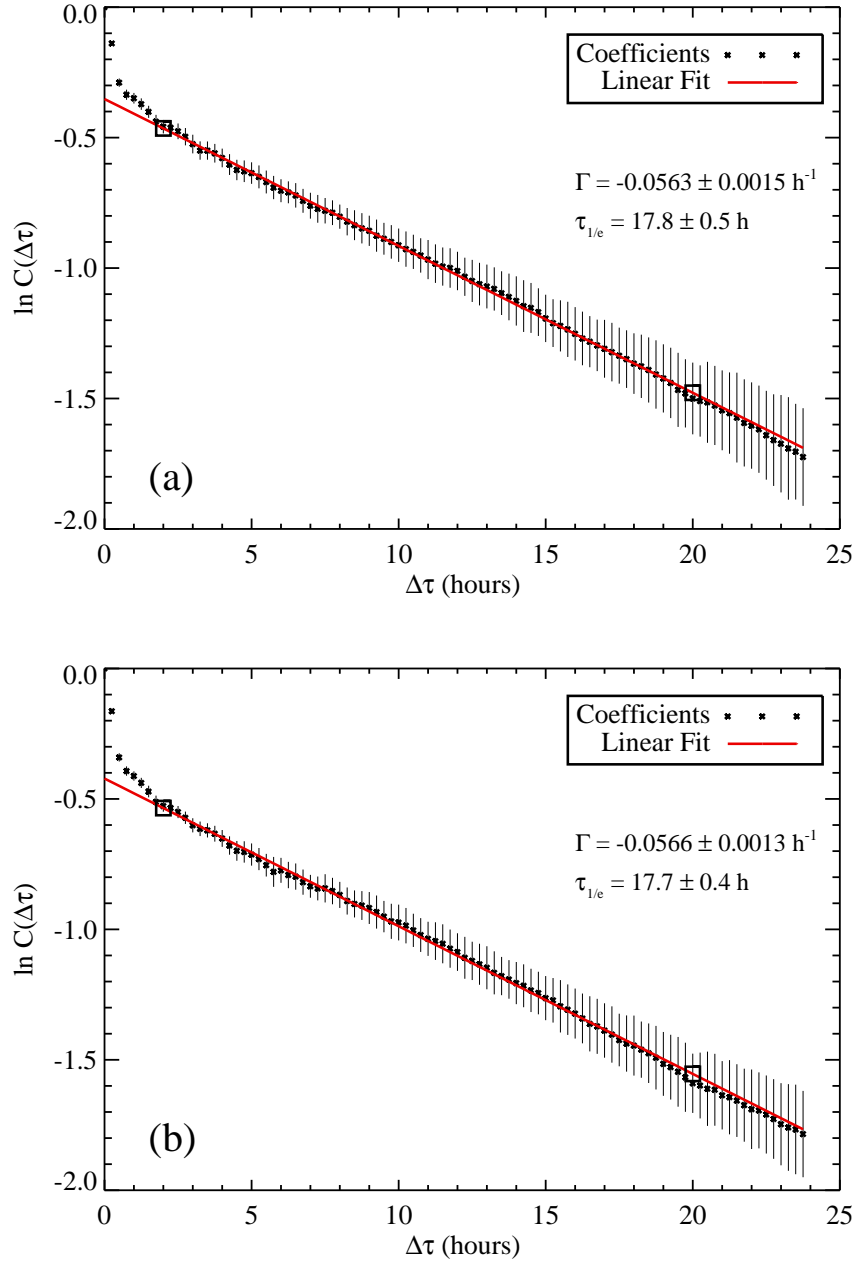 0.0
-0.5
-1.0
-1.5
-2.0
ln C(Δτ)
Coefficients
Linear Fit
Γ = -0.0563 ± 0.0015 h⁻¹
τ₁/ₑ = 17.8 ± 0.5 h
(a)
0 5 10 15 20 25
Δτ (hours)
0.0
-0.5
-1.0
-1.5
-2.0
ln C(Δτ)
Coefficients
Linear Fit
Γ = -0.0566 ± 0.0013 h⁻¹
τ₁/ₑ = 17.7 ± 0.4 h
(b)
0 5 10 15 20 25
Δτ (hours)